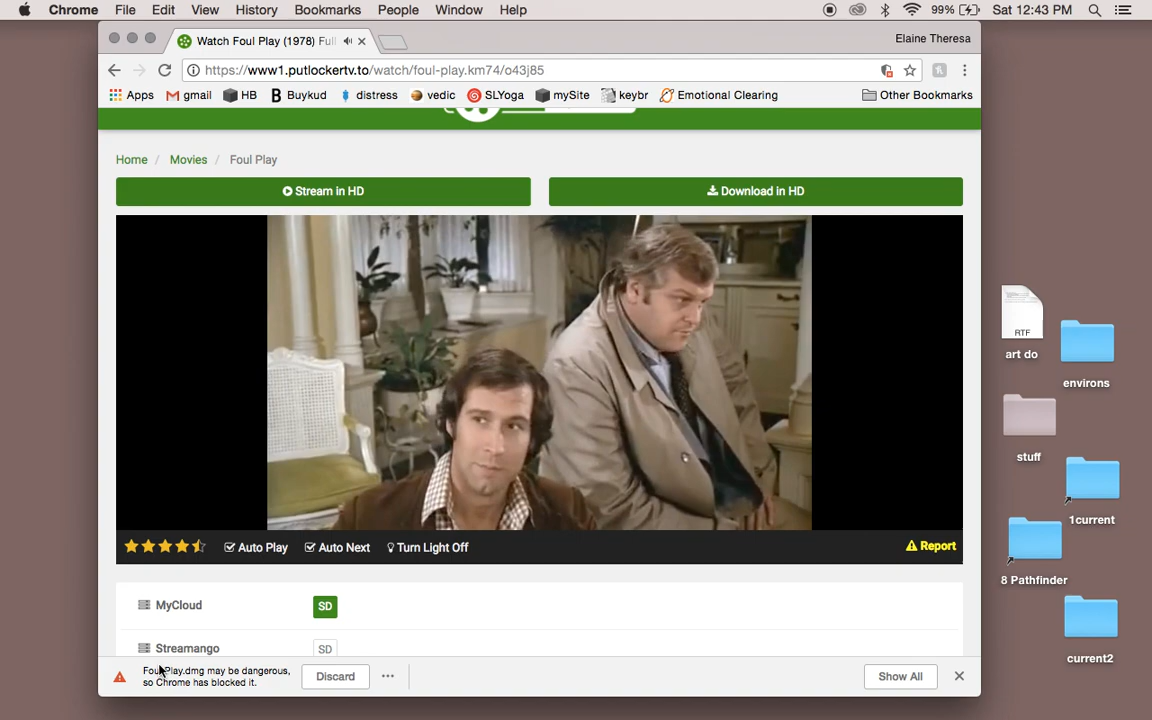 Chrome File Edit View History Bookmarks People Window Help 99% Sat 12:43 PM
Watch Foul Play (1978) Full
Elaine Theresa
https://www1.putlockertv.to/watch/foul-play.km74/o43j85
Apps gmail HB Buykud distress vedic SLYoga mySite keybr Emotional Clearing Other Bookmarks
Home / Movies / Foul Play
Stream in HD Download in HD
RTF
art do
environs
stuff
1current
8 Pathfinder
current2
Auto Play Auto Next Turn Light Off Report
MyCloud SD
Streamango SD
FoulPlay.dmg may be dangerous,
so Chrome has blocked it.
Discard Show All